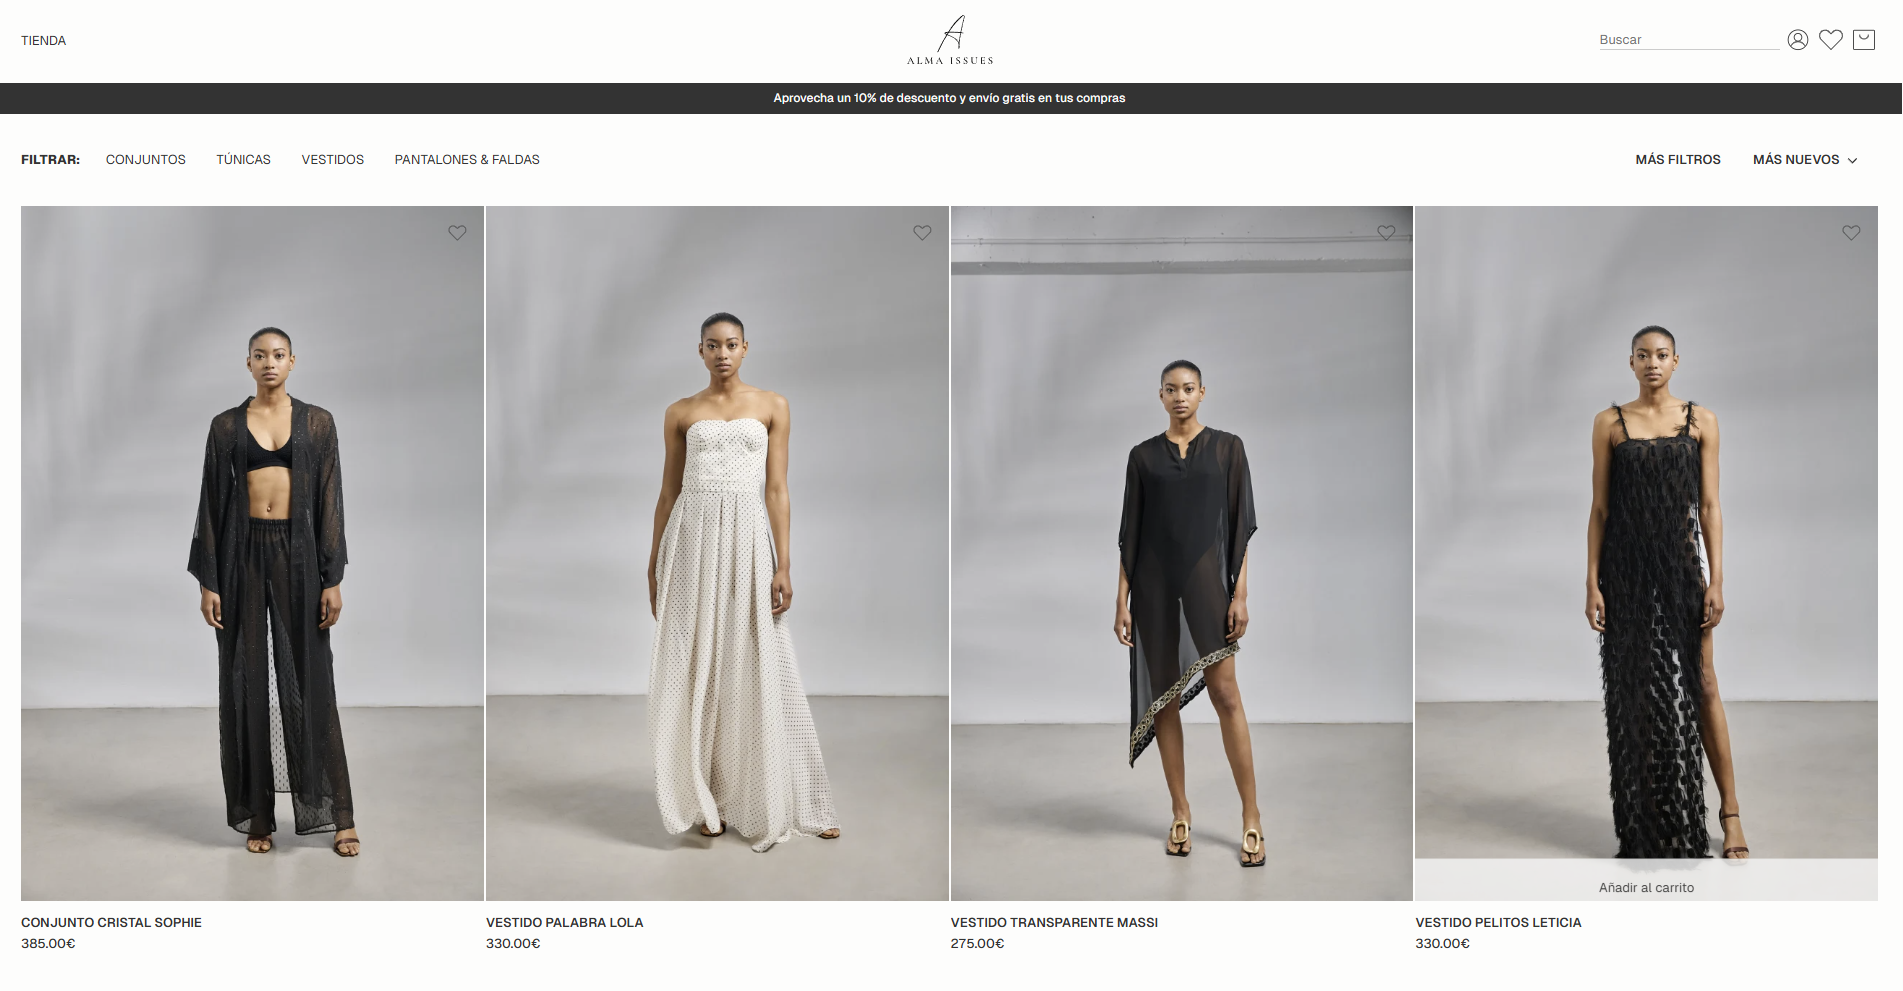 TIENDA
A
ALMA ISSUES
Buscar
Aprovecha un 10% de descuento y envío gratis en tus compras
FILTRAR: CONJUNTOS TÚNICAS VESTIDOS PANTALONES & FALDAS MÁS FILTROS MÁS NUEVOS
Añadir al carrito
CONJUNTO CRISTAL SOPHIE
385.00€
VESTIDO PALABRA LOLA
330.00€
VESTIDO TRANSPARENTE MASSI
275.00€
VESTIDO PELITOS LETICIA
330.00€